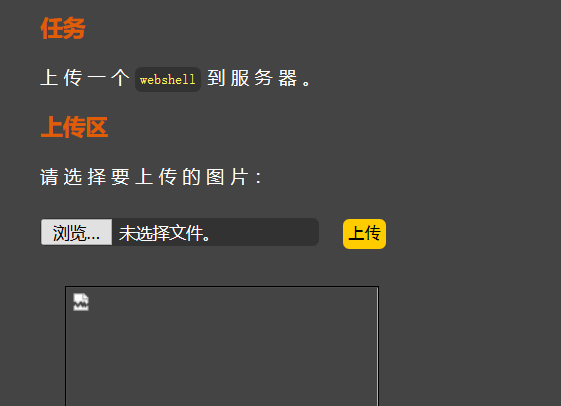 任务
上传一个 webshell 到服务器。
上传区
请选择要上传的图片：
浏览... 未选择文件。 上传